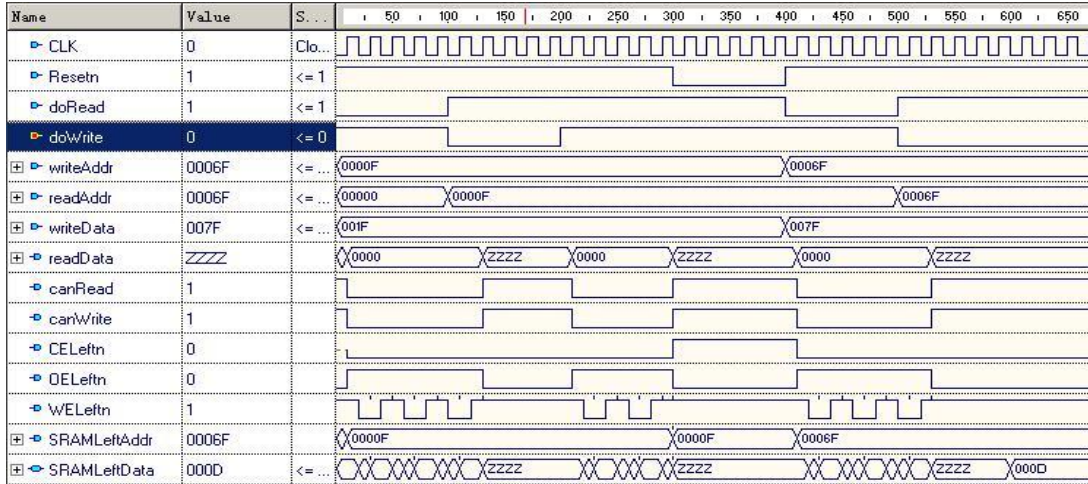 Name Value S... 50 100 150 200 250 300 350 400 450 500 550 600 650
CLK 0 Clo...
Resetn 1 <= 1
doRead 1 <= 1
doWrite 0 <= 0
writeAddr 0006F <= ... 0000F 0006F
readAddr 0006F <= ... 00000 0000F 0006F
writeData 007F <= ... 001F 007F
readData ZZZZ 0000 ZZZZ 0000 ZZZZ 0000 ZZZZ
canRead 1
canWrite 1
CELeftn 0
OELeftn 0
WELeftn 1
SRAMLeftAddr 0006F 0000F 0000F 0006F
SRAMLeftData 000D <= ... ZZZZ ZZZZ ZZZZ 000D